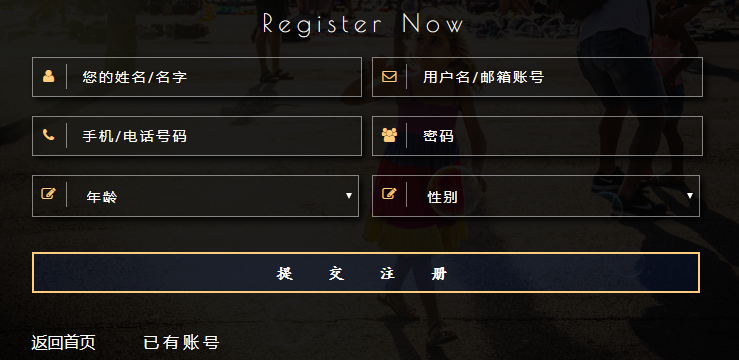 Register Now
您的姓名/名字
用户名/邮箱账号
手机/电话号码
密码
年龄
性别
提交注册
返回首页
已有账号